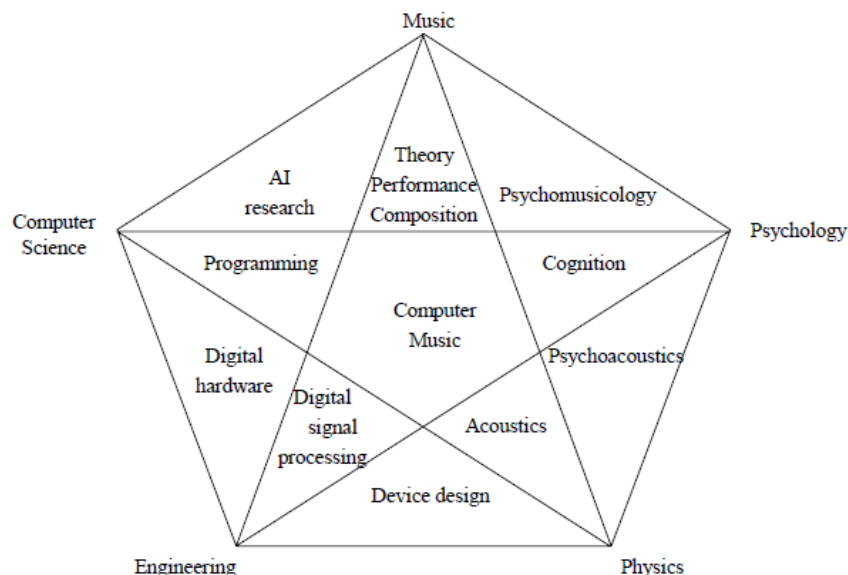 Music
Theory
Performance
Composition
AI
research
Psychomusicology
Computer
Science
Psychology
Programming
Cognition
Computer
Music
Digital
hardware
Psychoacoustics
Digital
signal
processing
Acoustics
Device design
Engineering
Physics